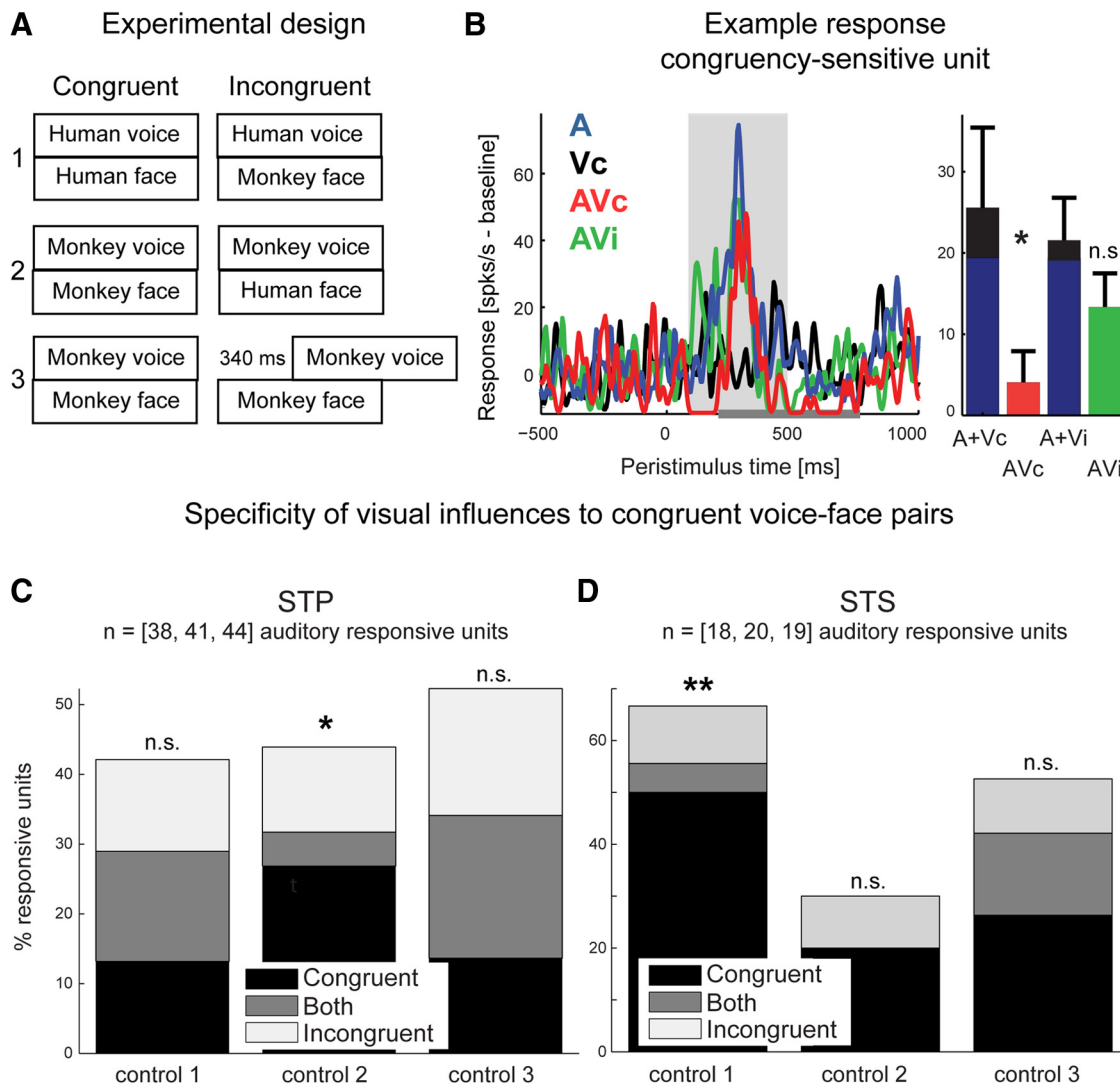 A
Experimental design
Congruent
Incongruent
1
Human voice
Human face
Human voice
Monkey face
2
Monkey voice
Monkey face
Monkey voice
Human face
3
Monkey voice
Monkey face
340 ms
Monkey voice
Monkey face
B
Example response
congruency-sensitive unit
A
Vc
AVc
AVi
Response [spks/s - baseline]
60
40
20
0
−500
0
500
1000
Peristimulus time [ms]
30
20
10
0
*
n.s
A+Vc
AVc
A+Vi
AVi
Specificity of visual influences to congruent voice-face pairs
C
STP
n = [38, 41, 44] auditory responsive units
% responsive units
50
40
30
20
10
0
n.s.
*
n.s.
t
Congruent
Both
Incongruent
control 1
control 2
control 3
D
STS
n = [18, 20, 19] auditory responsive units
60
40
20
0
**
n.s.
n.s.
Congruent
Both
Incongruent
control 1
control 2
control 3